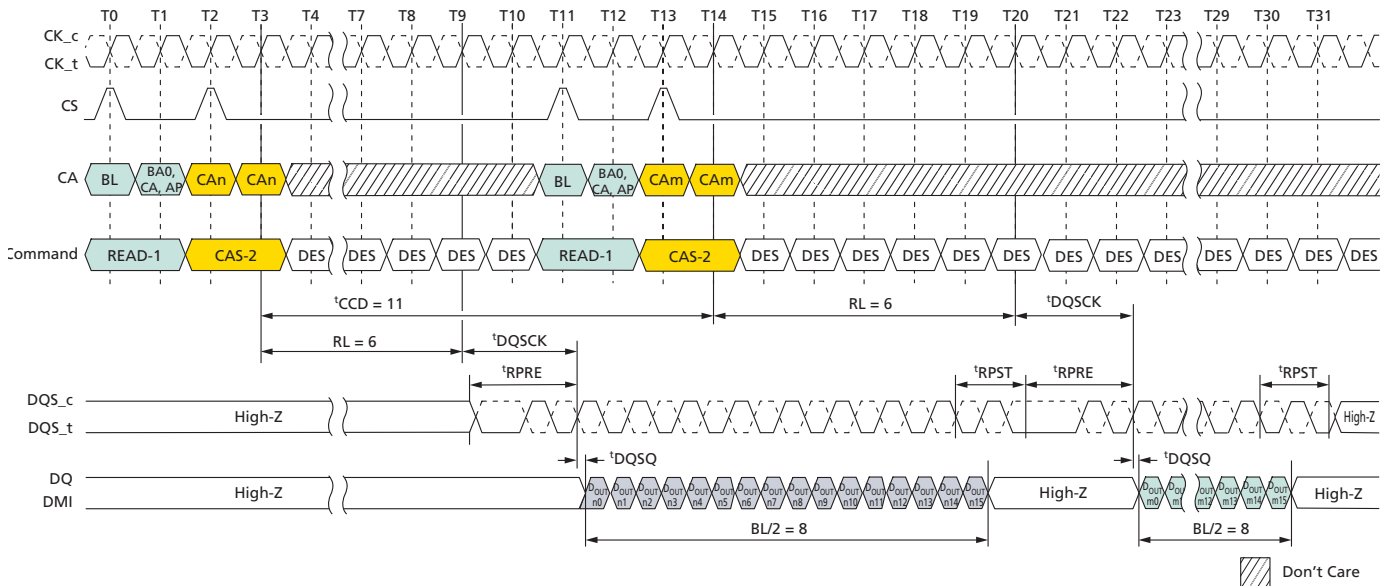 T0 T1 T2 T3 T4 T7 T8 T9 T10 T11 T12 T13 T14 T15 T16 T17 T18 T19 T20 T21 T22 T23 T29 T30 T31
CK_c
CK_t
CS
CA BL BA0, CA, AP CAn CAn BL BA0, CA, AP CAm CAm
Command READ-1 CAS-2 DES DES DES DES DES READ-1 CAS-2 DES DES DES DES DES DES DES DES DES DES DES DES
tCCD = 11 RL = 6 tDQSCK
RL = 6 tDQSCK
tRPRE tRPST tRPRE tRPST
DQS_c
DQS_t
High-Z High-Z
tDQSQ tDQSQ
DQ
DMI
High-Z DOUT n0 DOUT n1 DOUT n2 DOUT n3 DOUT n4 DOUT n5 DOUT n6 DOUT n7 DOUT n8 DOUT n9 DOUT n10 DOUT n11 DOUT n12 DOUT n13 DOUT n14 DOUT n15 High-Z DOUT m0 DOUT m1 DOUT m12 DOUT m13 DOUT m14 DOUT m15 High-Z
BL/2 = 8 BL/2 = 8
Don't Care